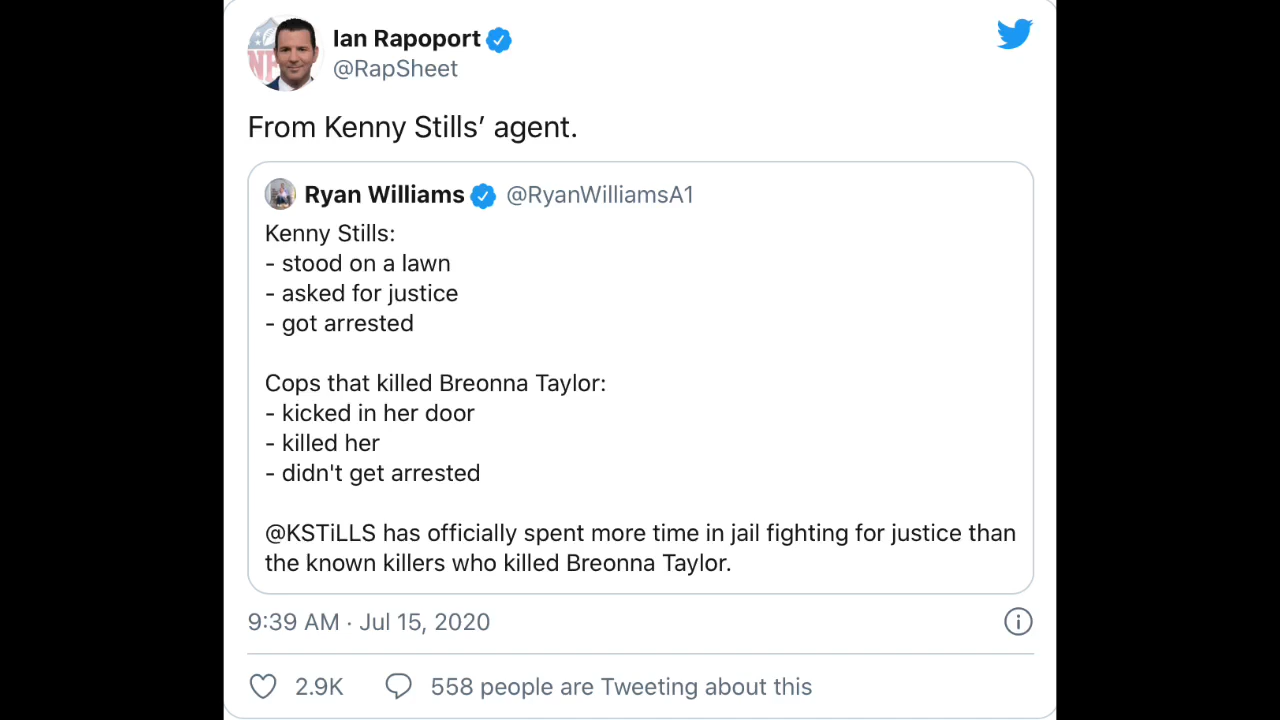 Ian Rapoport
@RapSheet
From Kenny Stills’ agent.
Ryan Williams @RyanWilliamsA1
Kenny Stills:
- stood on a lawn
- asked for justice
- got arrested
Cops that killed Breonna Taylor:
- kicked in her door
- killed her
- didn't get arrested
@KSTiLLS has officially spent more time in jail fighting for justice than
the known killers who killed Breonna Taylor.
9:39 AM · Jul 15, 2020
2.9K 558 people are Tweeting about this